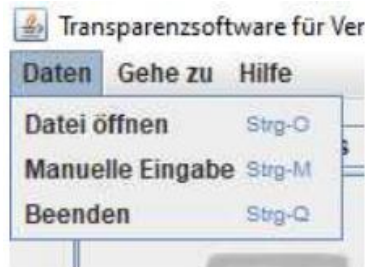 Transparenzsoftware für Ver
Daten Gehe zu Hilfe
Datei öffnen Strg-O
Manuelle Eingabe Strg-M
Beenden Strg-Q
s